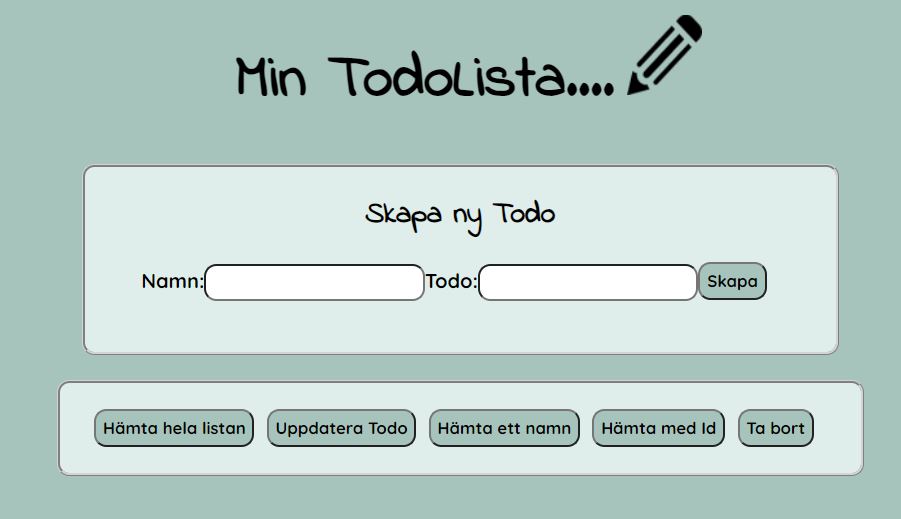 Min TodoLista....
Skapa ny Todo
Namn: Todo: Skapa
Hämta hela listan Uppdatera Todo Hämta ett namn Hämta med Id Ta bort